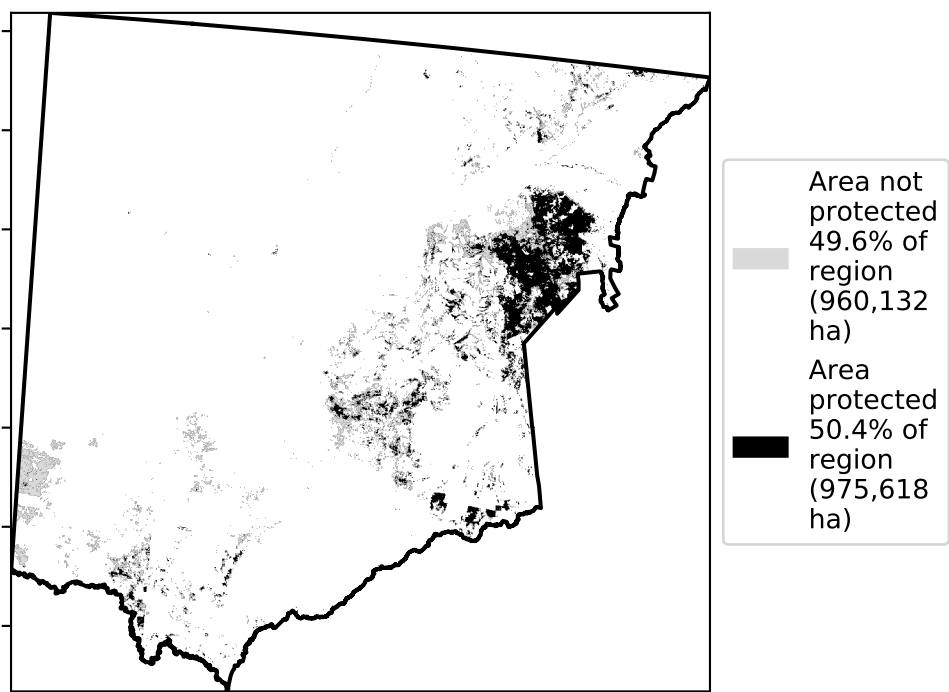 Area not
protected
49.6% of
region
(960,132
ha)
Area
protected
50.4% of
region
(975,618
ha)